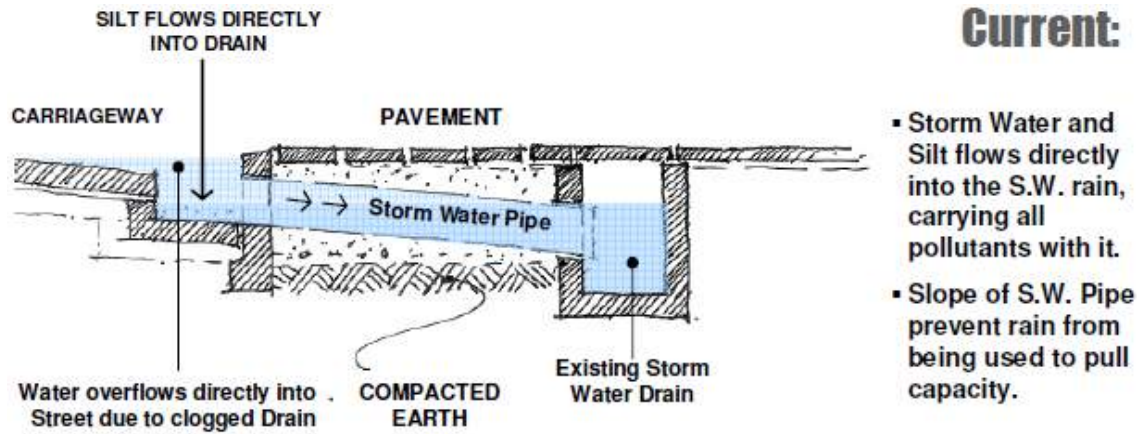 SILT FLOWS DIRECTLY
INTO DRAIN
Current:
CARRIAGEWAY
PAVEMENT
▪ Storm Water and
Silt flows directly
into the S.W. rain,
carrying all
pollutants with it.
▪ Slope of S.W. Pipe
prevent rain from
being used to pull
capacity.
Storm Water Pipe
Water overflows directly into
Street due to clogged Drain
COMPACTED
EARTH
Existing Storm
Water Drain